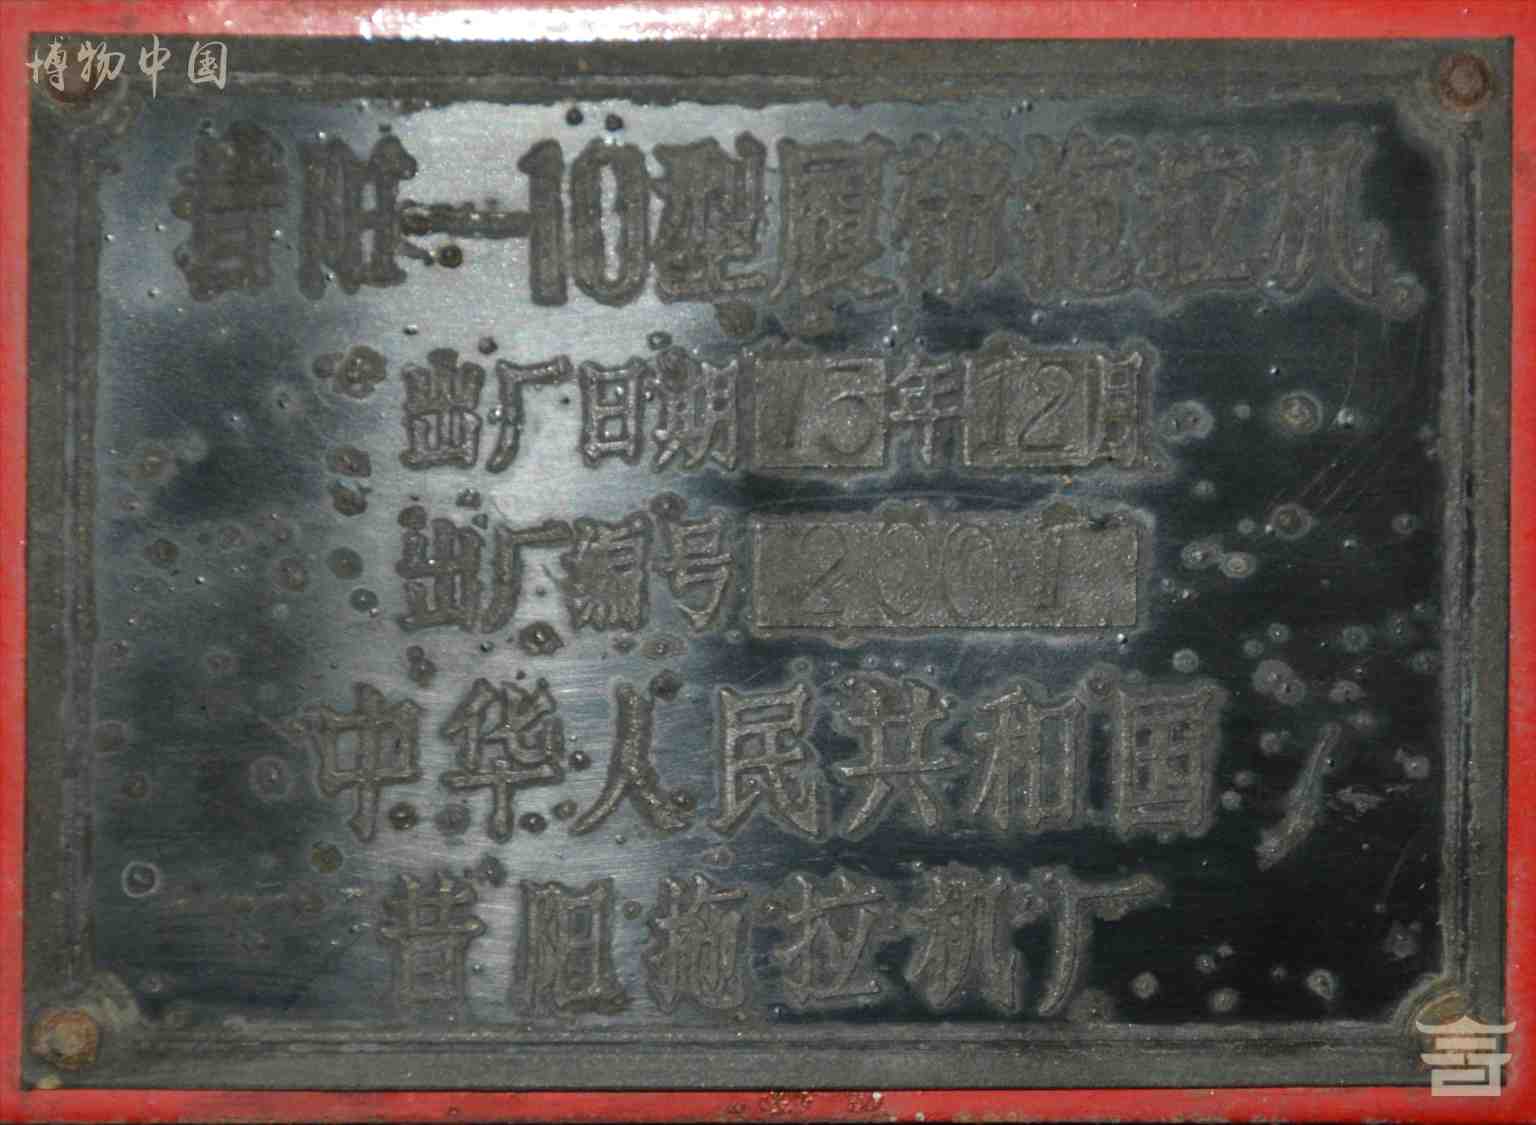 博物中国
昔阳—10型履带拖拉机
出厂日期 75年12月
出厂编号
中华人民共和国
昔阳拖拉机厂